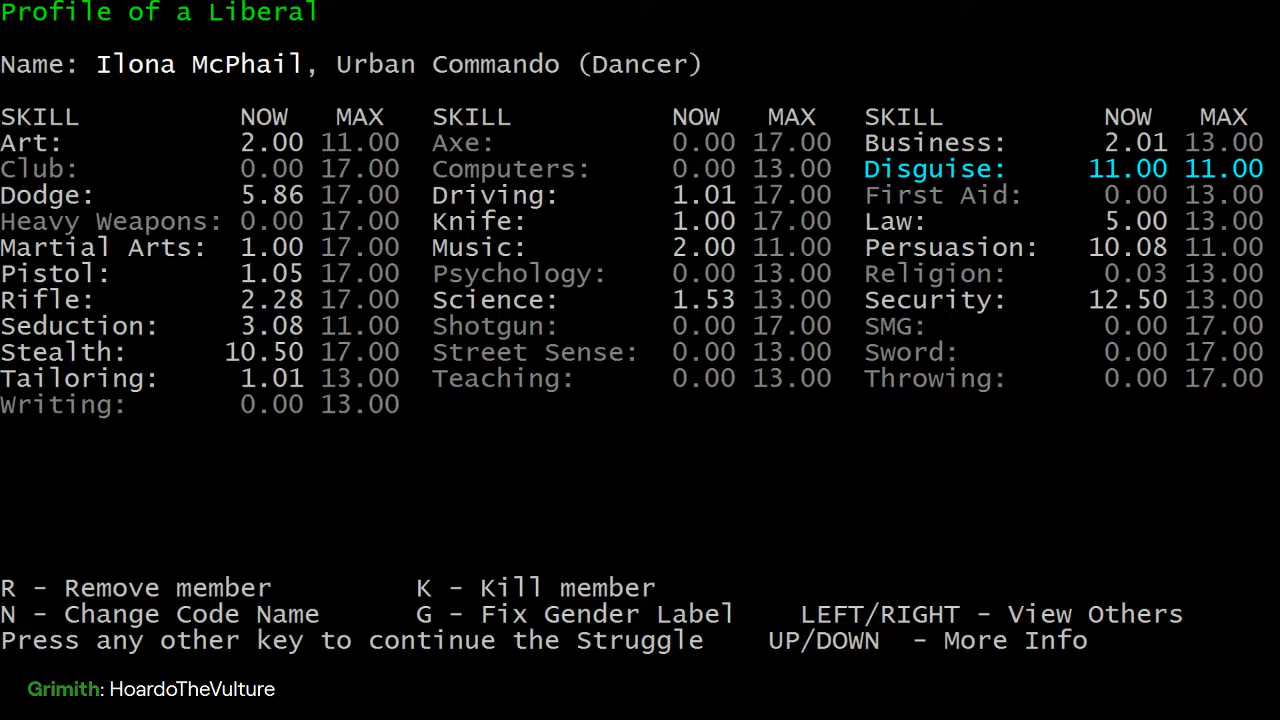 Profile of a Liberal
Name: Ilona McPhail, Urban Commando (Dancer)
SKILL NOW MAX SKILL NOW MAX SKILL NOW MAX
Art: 2.00 11.00 Axe: 0.00 17.00 Business: 2.01 13.00
Club: 0.00 17.00 Computers: 0.00 13.00 Disguise: 11.00 11.00
Dodge: 5.86 17.00 Driving: 1.01 17.00 First Aid: 0.00 13.00
Heavy Weapons: 0.00 17.00 Knife: 1.00 17.00 Law: 5.00 13.00
Martial Arts: 1.00 17.00 Music: 2.00 11.00 Persuasion: 10.08 11.00
Pistol: 1.05 17.00 Psychology: 0.00 13.00 Religion: 0.03 13.00
Rifle: 2.28 17.00 Science: 1.53 13.00 Security: 12.50 13.00
Seduction: 3.08 11.00 Shotgun: 0.00 17.00 SMG: 0.00 17.00
Stealth: 10.50 17.00 Street Sense: 0.00 13.00 Sword: 0.00 17.00
Tailoring: 1.01 13.00 Teaching: 0.00 13.00 Throwing: 0.00 17.00
Writing: 0.00 13.00
R - Remove member K - Kill member
N - Change Code Name G - Fix Gender Label LEFT/RIGHT - View Others
Press any other key to continue the Struggle UP/DOWN - More Info
Grimith: HoardoTheVulture